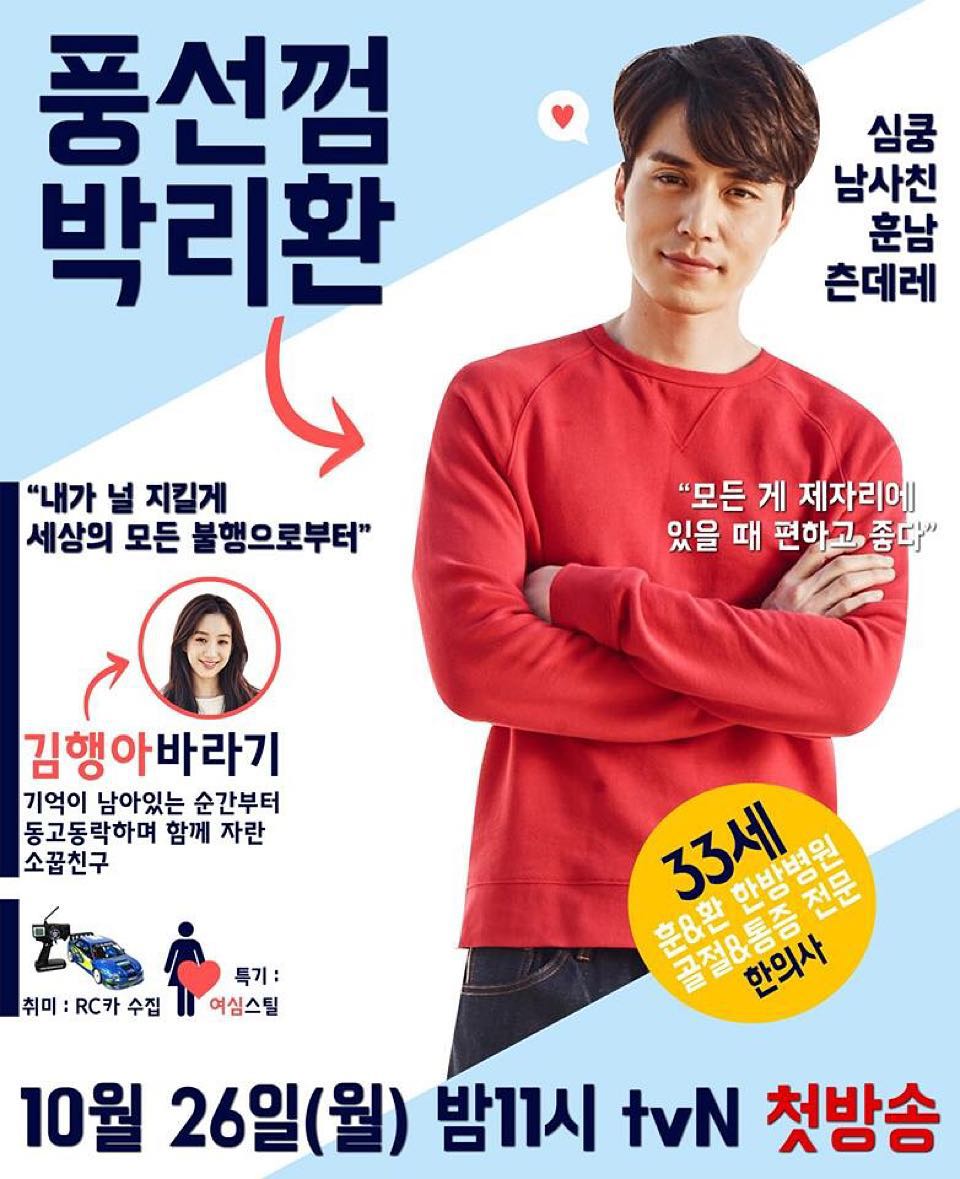 풍선껌
박리환
심쿵
남사친
훈남
츤데레
“내가 널 지킬게
세상의 모든 불행으로부터”
“모든 게 제자리에
있을 때 편하고 좋다”
김행아바라기
기억이 남아있는 순간부터
동고동락하며 함께 자란
소꿉친구
33세
훈&환 한방병원
골절&통증 전문
한의사
취미 : RC카 수집
특기 :
여심스틸
10월 26일(월) 밤11시 tvN 첫방송